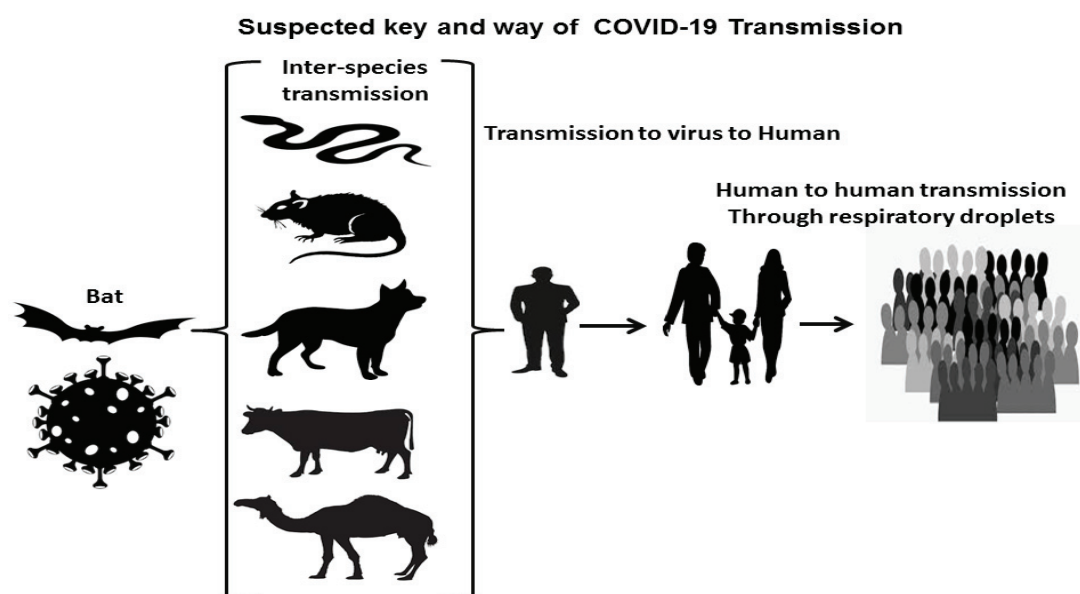 Suspected key and way of COVID-19 Transmission
Inter-species
transmission
Transmission to virus to Human
Human to human transmission
Through respiratory droplets
Bat